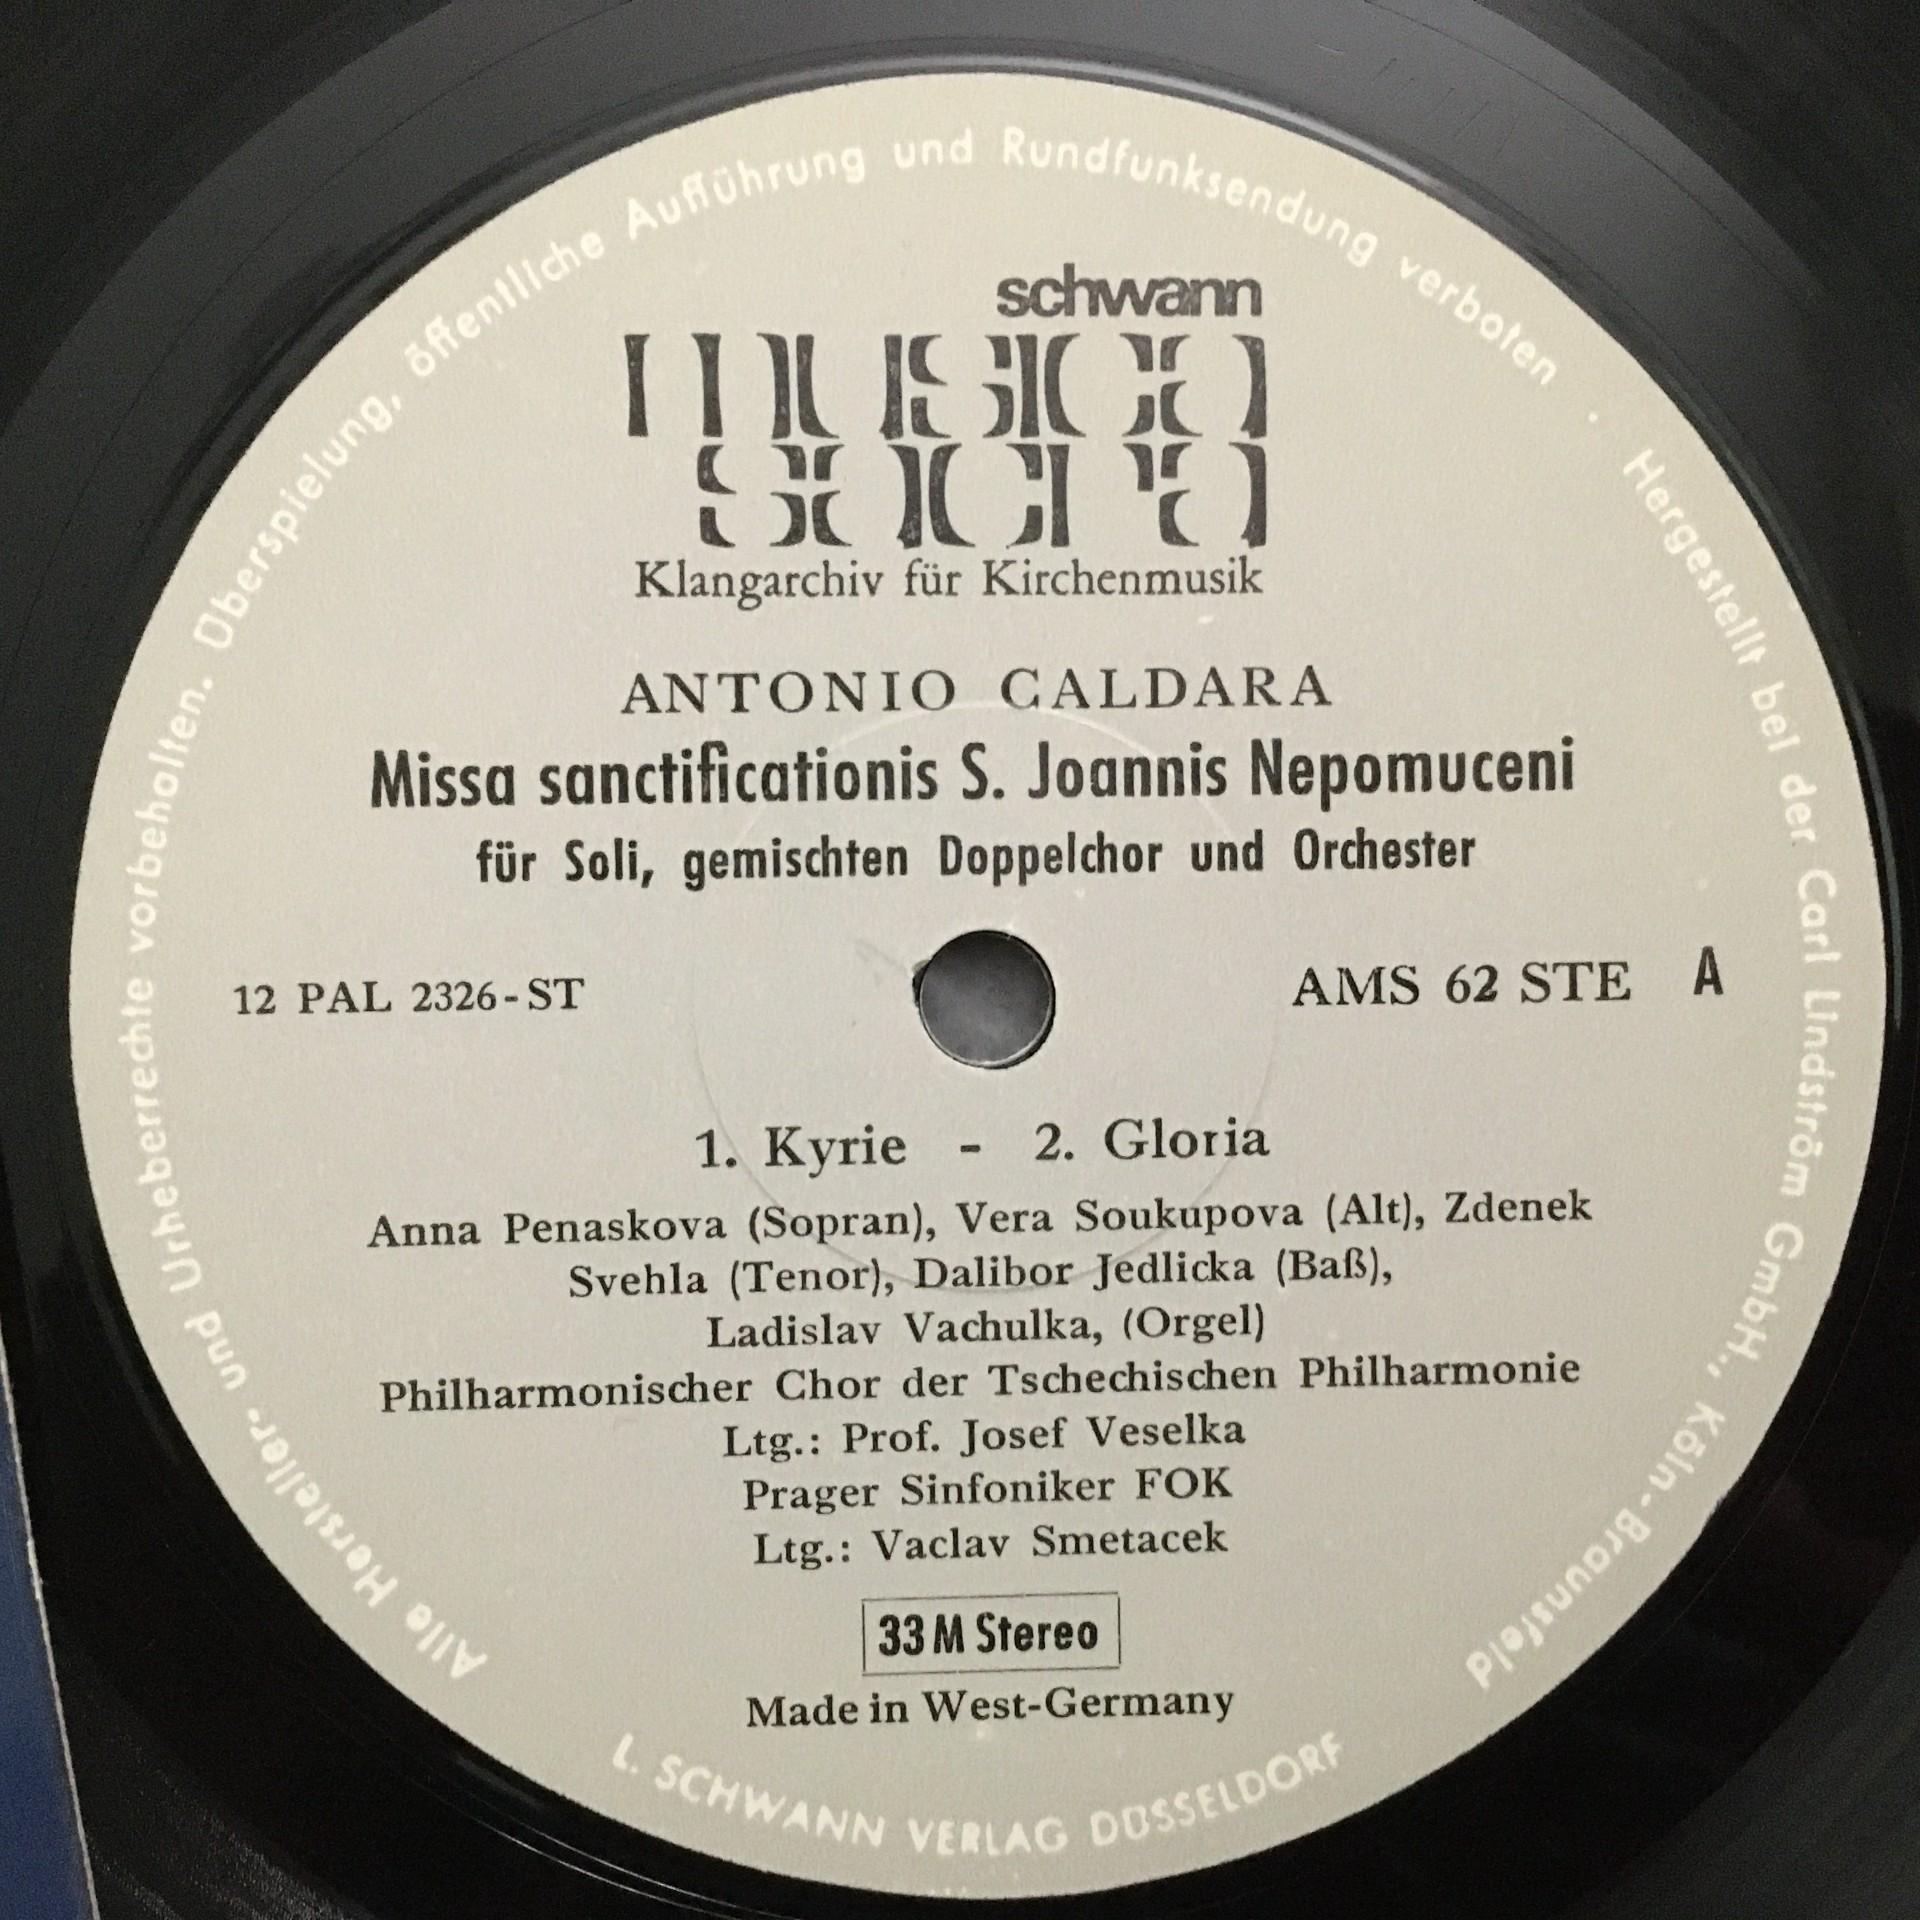 Alle Hersteller- und Urheberrechte vorbehalten. Überspielung, öffentliche Aufführung und Rundfunksendung verboten · Hergestellt bei der Carl Lindström GmbH., Köln-Braunsfeld
schwann
musica
sacra
Klangarchiv für Kirchenmusik
ANTONIO CALDARA
Missa sanctificationis S. Joannis Nepomuceni
für Soli, gemischten Doppelchor und Orchester
12 PAL 2326-ST
AMS 62 STE A
1. Kyrie - 2. Gloria
Anna Penaskova (Sopran), Vera Soukupova (Alt), Zdenek
Svehla (Tenor), Dalibor Jedlicka (Baß),
Ladislav Vachulka, (Orgel)
Philharmonischer Chor der Tschechischen Philharmonie
Ltg.: Prof. Josef Veselka
Prager Sinfoniker FOK
Ltg.: Vaclav Smetacek
33 M Stereo
Made in West-Germany
L. SCHWANN VERLAG DÜSSELDORF